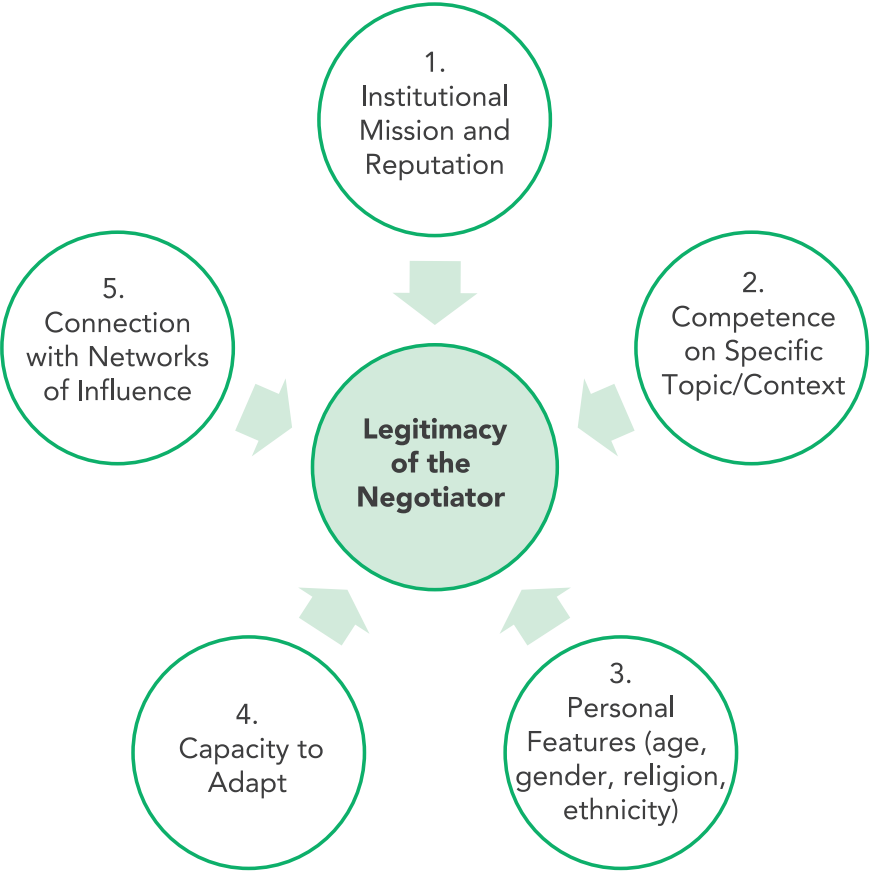 1.
Institutional
Mission and
Reputation
2.
Competence
on Specific
Topic/Context
3.
Personal
Features (age,
gender, religion,
ethnicity)
4.
Capacity to
Adapt
5.
Connection
with Networks
of Influence
Legitimacy
of the
Negotiator